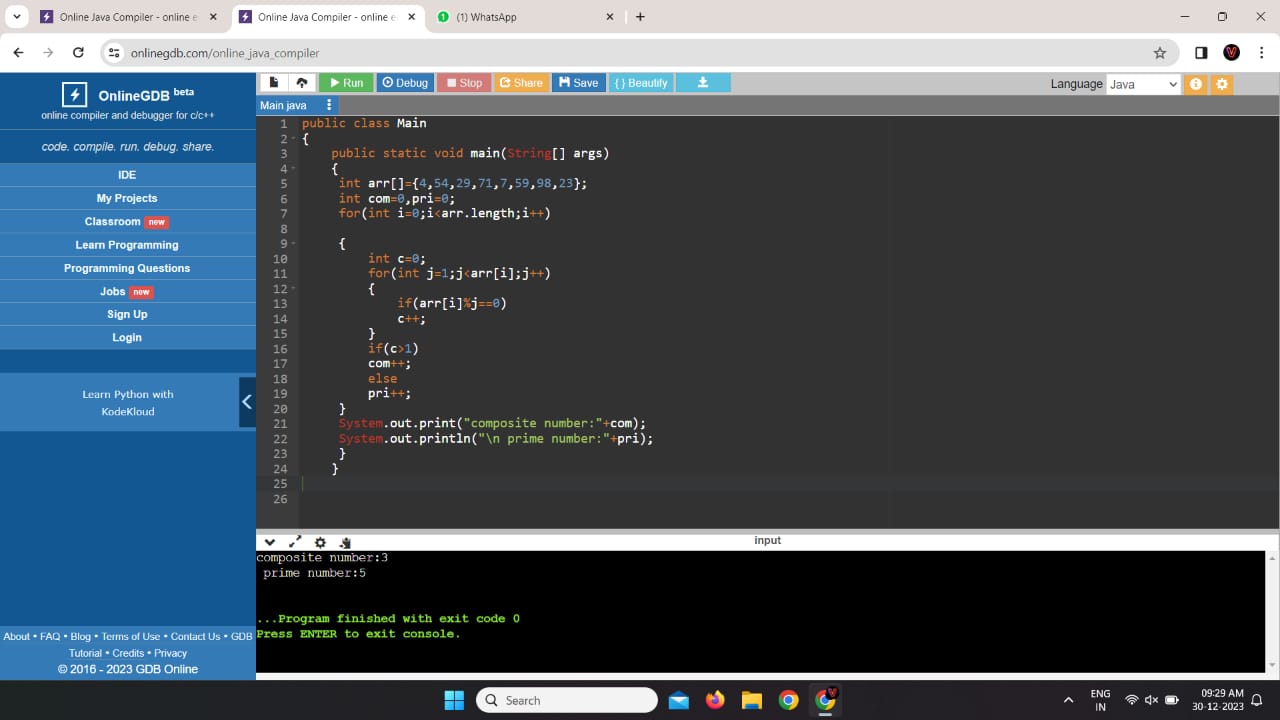 Online Java Compiler - online e
Online Java Compiler - online e
(1) WhatsApp
onlinegdb.com/online_java_compiler
OnlineGDB beta
online compiler and debugger for c/c++
code. compile. run. debug. share.
IDE
My Projects
Classroom new
Learn Programming
Programming Questions
Jobs new
Sign Up
Login
Learn Python with
KodeKloud
About • FAQ • Blog • Terms of Use • Contact Us • GDB
Tutorial • Credits • Privacy
© 2016 - 2023 GDB Online
Run Debug Stop Share Save { } Beautify
Language Java
Main.java
1 public class Main
2 {
3 public static void main(String[] args)
4 {
5 int arr[]={4,54,29,71,7,59,98,23};
6 int com=0,pri=0;
7 for(int i=0;i<arr.length;i++)
8
9 {
10 int c=0;
11 for(int j=1;j<arr[i];j++)
12 {
13 if(arr[i]%j==0)
14 c++;
15 }
16 if(c>1)
17 com++;
18 else
19 pri++;
20 }
21 System.out.print("composite number:"+com);
22 System.out.println("\n prime number:"+pri);
23 }
24 }
25
26
input
composite number:3
prime number:5
...Program finished with exit code 0
Press ENTER to exit console.
Search
ENG
IN
09:29 AM
30-12-2023